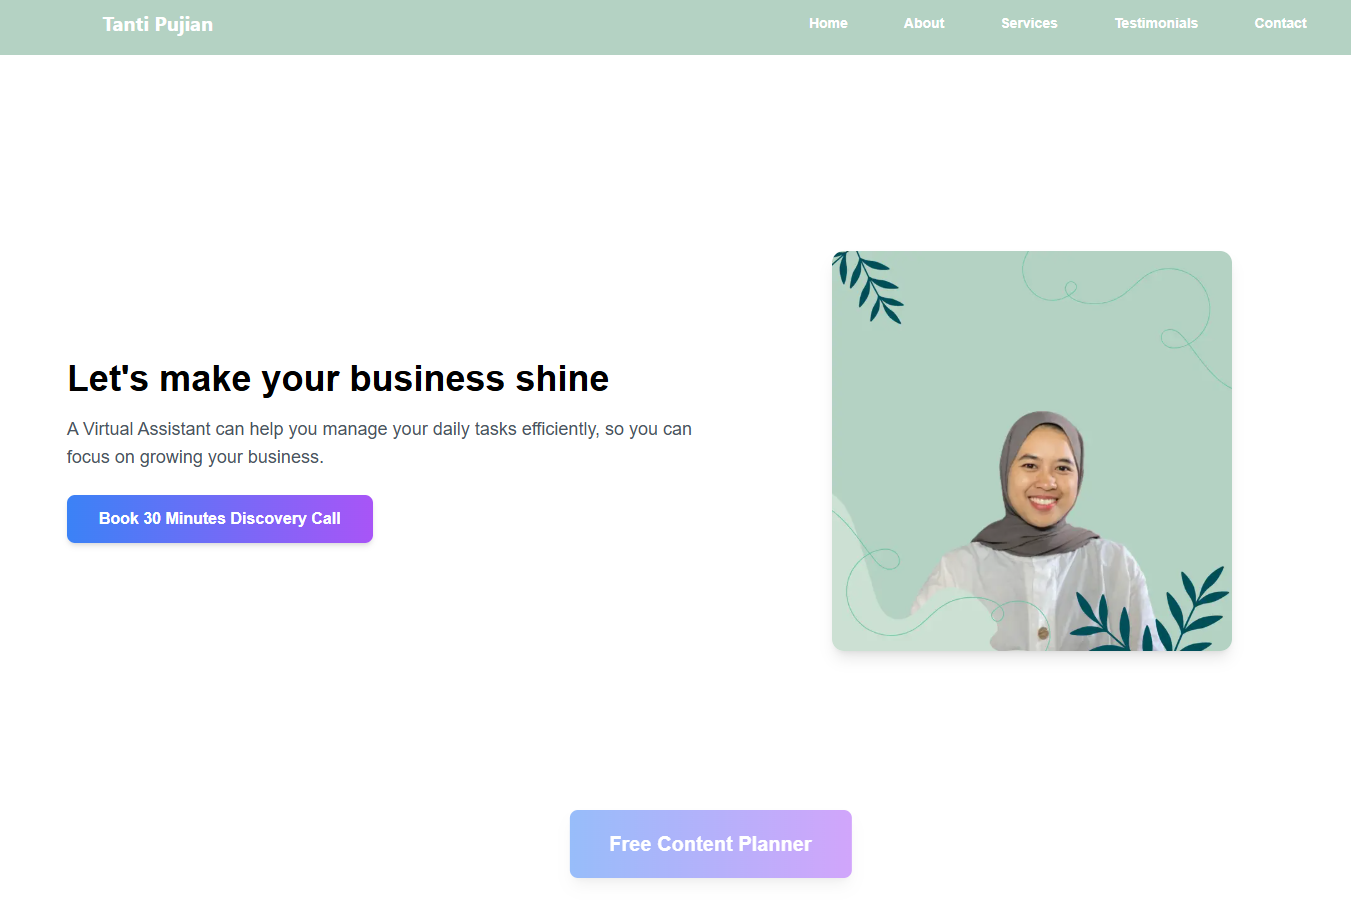 Tanti Pujian
Home
About
Services
Testimonials
Contact
Let's make your business shine
A Virtual Assistant can help you manage your daily tasks efficiently, so you can
focus on growing your business.
Book 30 Minutes Discovery Call
Free Content Planner